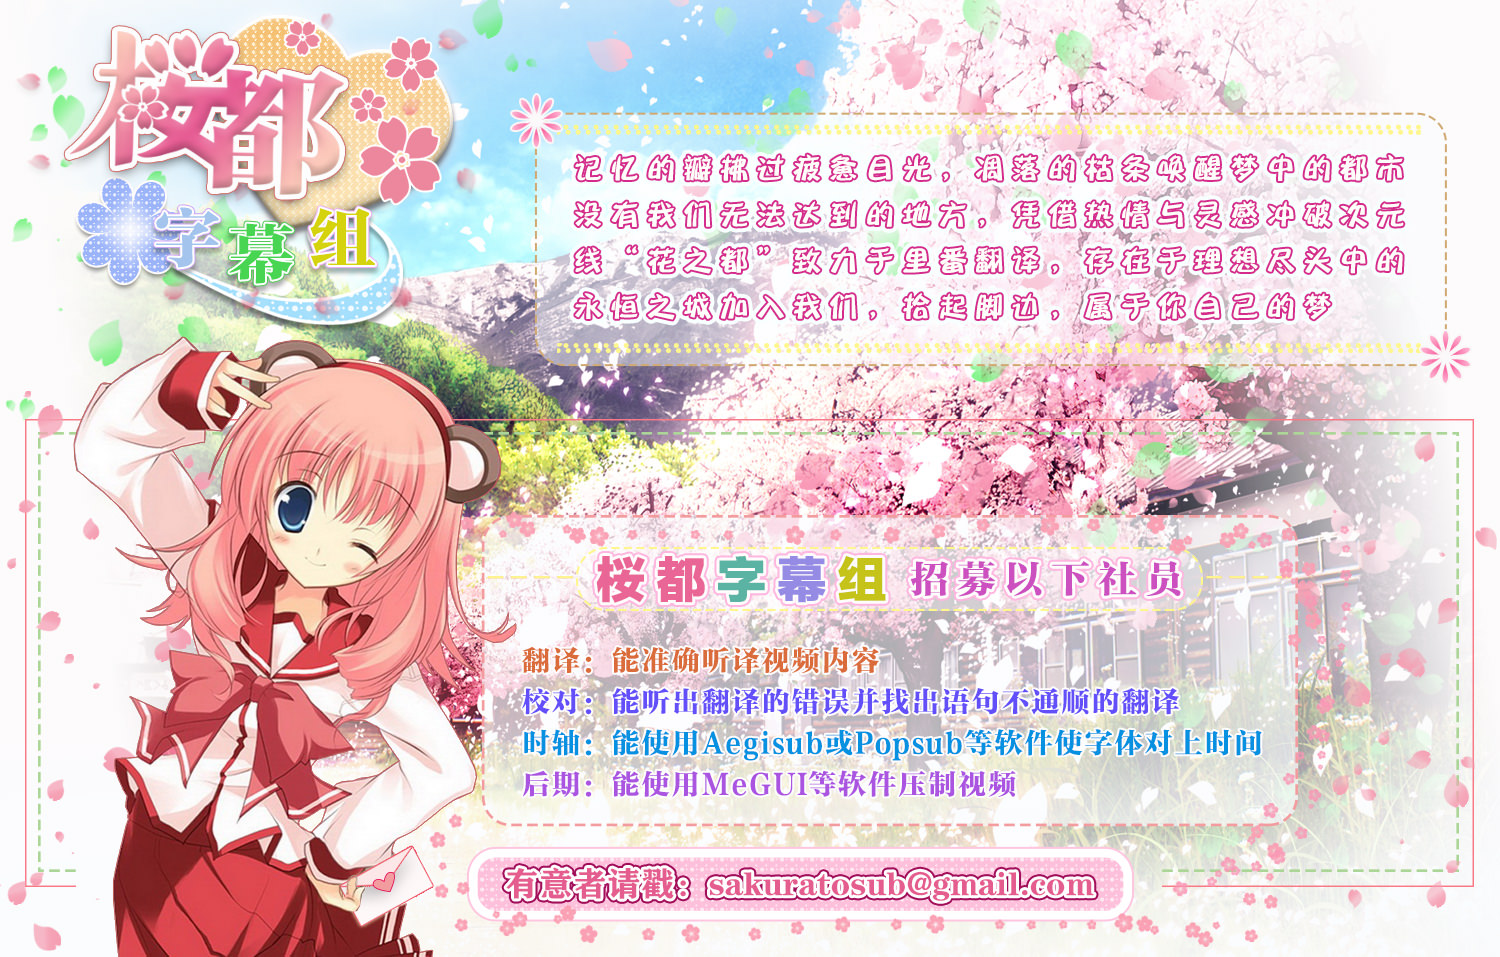 桜都
字幕组
记忆的瓣拂过疲惫目光，凋落的枯条唤醒梦中的都市
没有我们无法达到的地方，凭借热情与灵感冲破次元
线“花之都”致力于里番翻译，存在于理想尽头中的
永恒之城加入我们，拾起脚边，属于你自己的梦
桜都字幕组 招募以下社员
翻译：能准确听译视频内容
校对：能听出翻译的错误并找出语句不通顺的翻译
时轴：能使用Aegisub或Popsub等软件使字体对上时间
后期：能使用MeGUI等软件压制视频
有意者请戳：sakuratosub@gmail.com